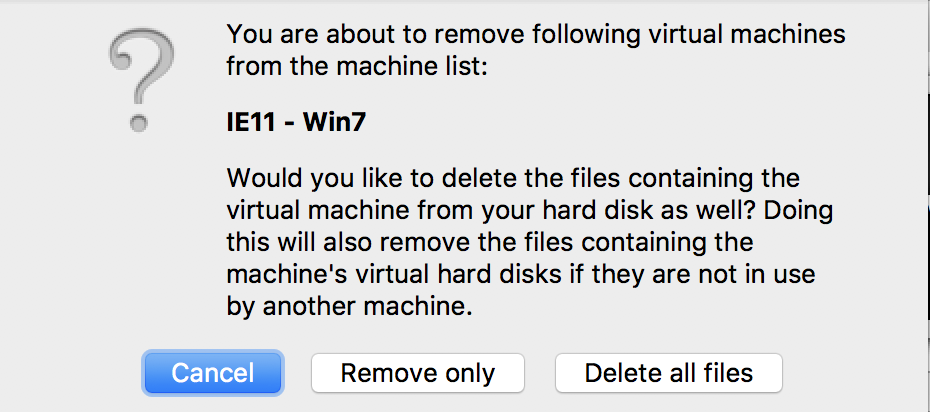 You are about to remove following virtual machines
from the machine list:
IE11 - Win7
Would you like to delete the files containing the
virtual machine from your hard disk as well? Doing
this will also remove the files containing the
machine's virtual hard disks if they are not in use
by another machine.
Cancel
Remove only
Delete all files